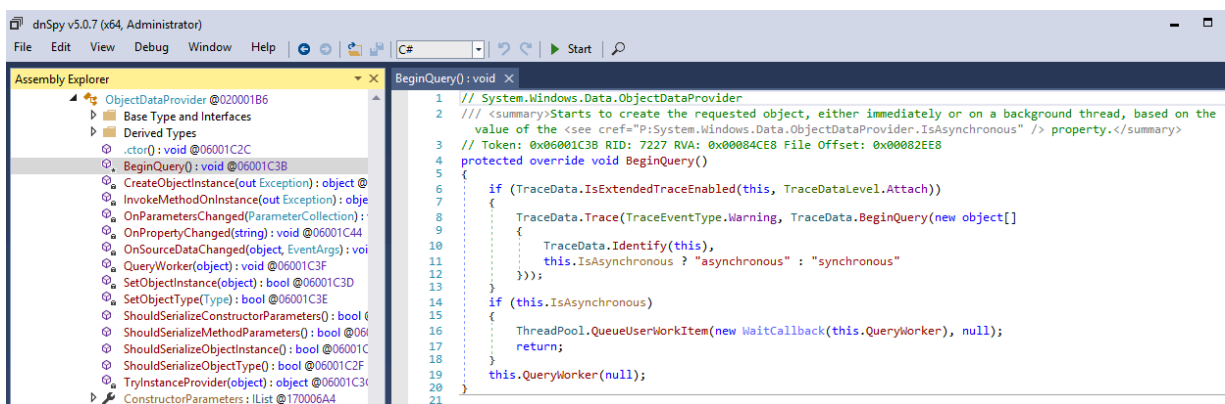 dnSpy v5.0.7 (x64, Administrator)
File Edit View Debug Window Help C# Start
Assembly Explorer
ObjectDataProvider @020001B6
Base Type and Interfaces
Derived Types
.ctor() : void @06001C2C
BeginQuery() : void @06001C3B
CreateObjectInstance(out Exception) : object @
InvokeMethodOnInstance(out Exception) : obje
OnParametersChanged(ParameterCollection) :
OnPropertyChanged(string) : void @06001C44
OnSourceDataChanged(object, EventArgs) : voi
QueryWorker(object) : void @06001C3F
SetObjectInstance(object) : bool @06001C3D
SetObjectType(Type) : bool @06001C3E
ShouldSerializeConstructorParameters() : bool (
ShouldSerializeMethodParameters() : bool @060
ShouldSerializeObjectInstance() : bool @06001C
ShouldSerializeObjectType() : bool @06001C2F
TryInstanceProvider(object) : object @06001C3
ConstructorParameters : IList @170006A4
BeginQuery() : void
1 // System.Windows.Data.ObjectDataProvider
2 /// <summary>Starts to create the requested object, either immediately or on a background thread, based on the
value of the <see cref="P:System.Windows.Data.ObjectDataProvider.IsAsynchronous" /> property.</summary>
3 // Token: 0x06001C3B RID: 7227 RVA: 0x00084CE8 File Offset: 0x00082EE8
4 protected override void BeginQuery()
5 {
6 if (TraceData.IsExtendedTraceEnabled(this, TraceDataLevel.Attach))
7 {
8 TraceData.Trace(TraceEventType.Warning, TraceData.BeginQuery(new object[]
9 {
10 TraceData.Identify(this),
11 this.IsAsynchronous ? "asynchronous" : "synchronous"
12 }));
13 }
14 if (this.IsAsynchronous)
15 {
16 ThreadPool.QueueUserWorkItem(new WaitCallback(this.QueryWorker), null);
17 return;
18 }
19 this.QueryWorker(null);
20 }
21